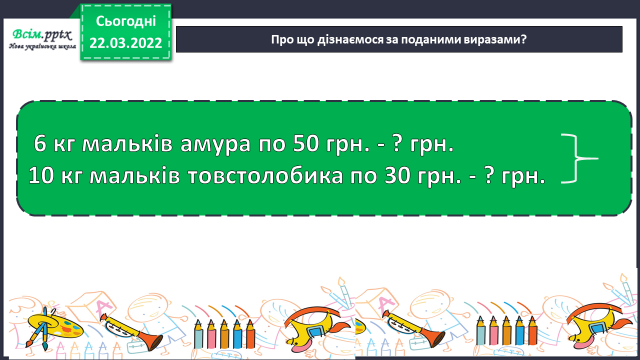 Всім.pptx
Нова українська школа
Сьогодні
22.03.2022
Про що дізнаємося за поданими виразами?
6 кг мальків амура по 50 грн. - ? грн.
10 кг мальків товстолобика по 30 грн. - ? грн.